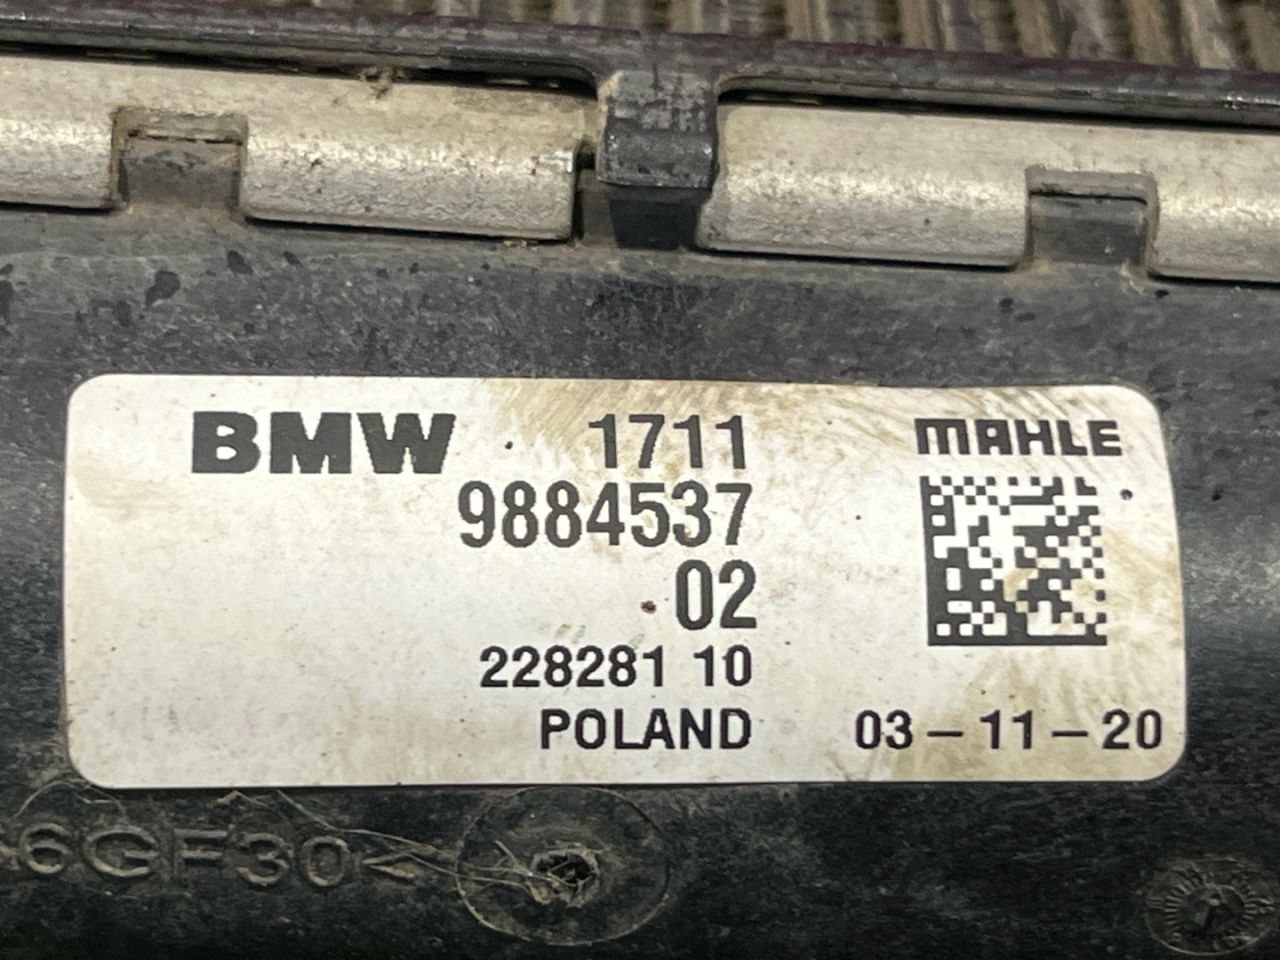 BMW 1711 MAHLE
9884537
02
228281 10
POLAND 03-11-20
6GF30<